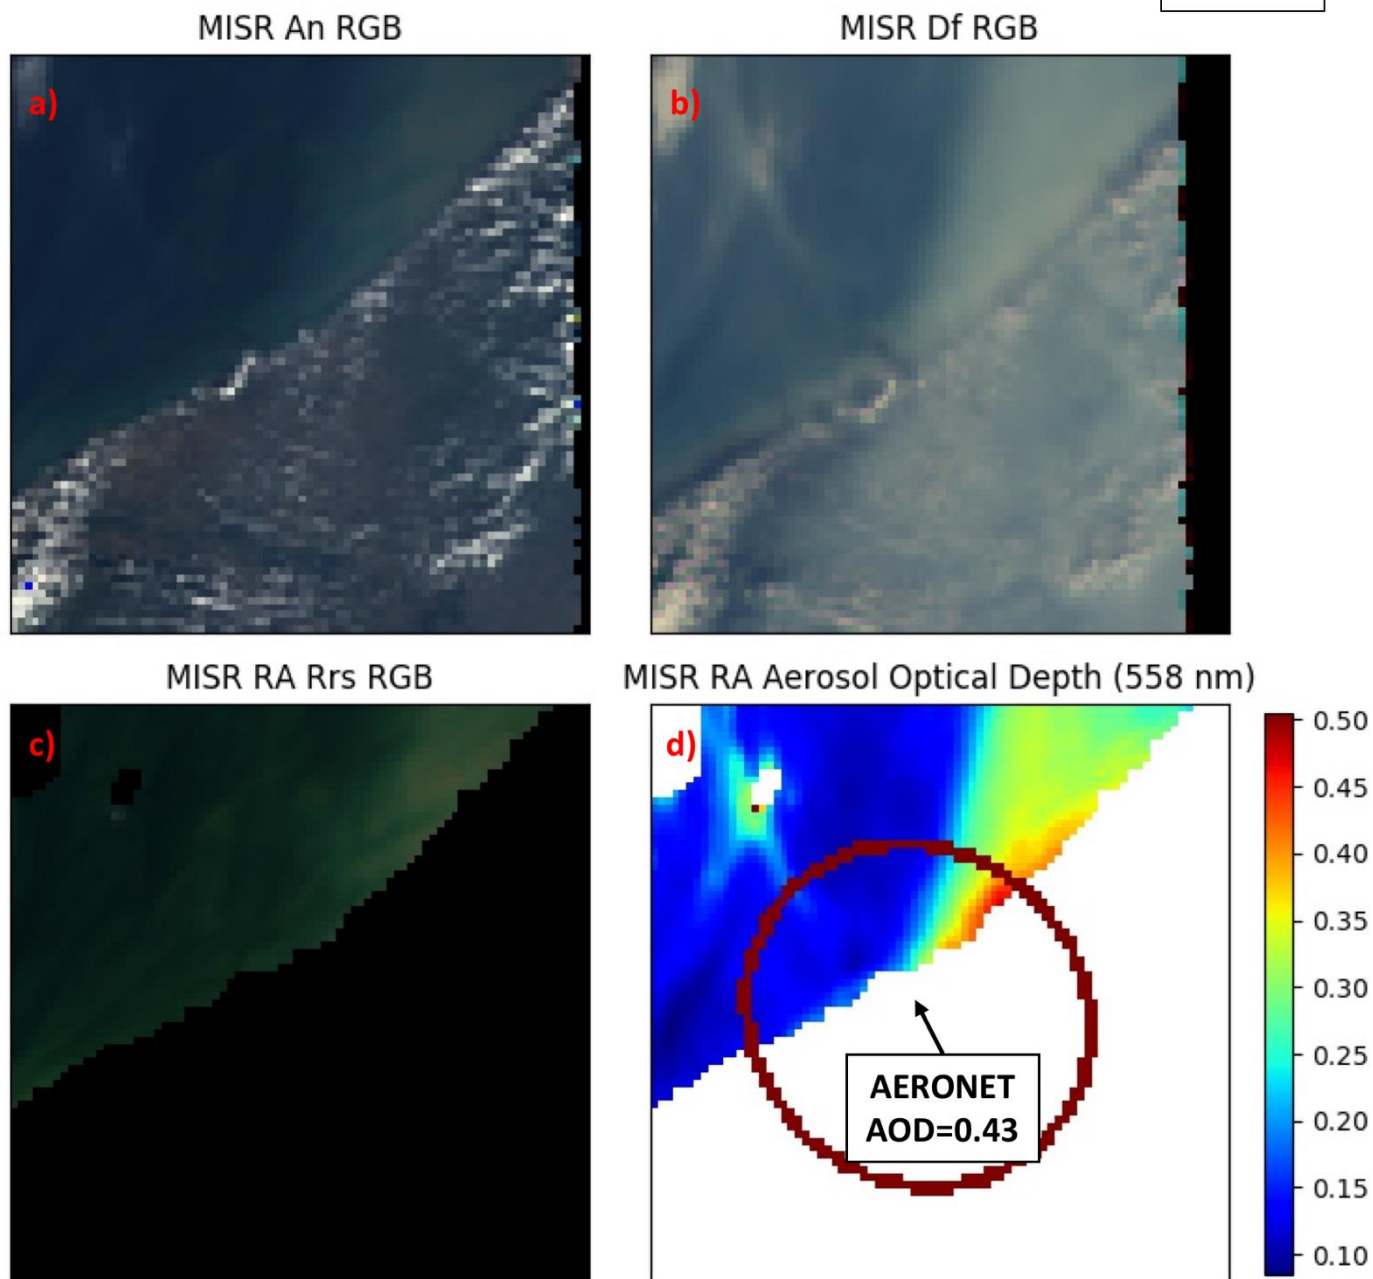 MISR An RGB
MISR Df RGB
a)
b)
MISR RA Rrs RGB
MISR RA Aerosol Optical Depth (558 nm)
c)
d)
0.50
0.45
0.40
0.35
0.30
0.25
0.20
0.15
0.10
AERONET
AOD=0.43